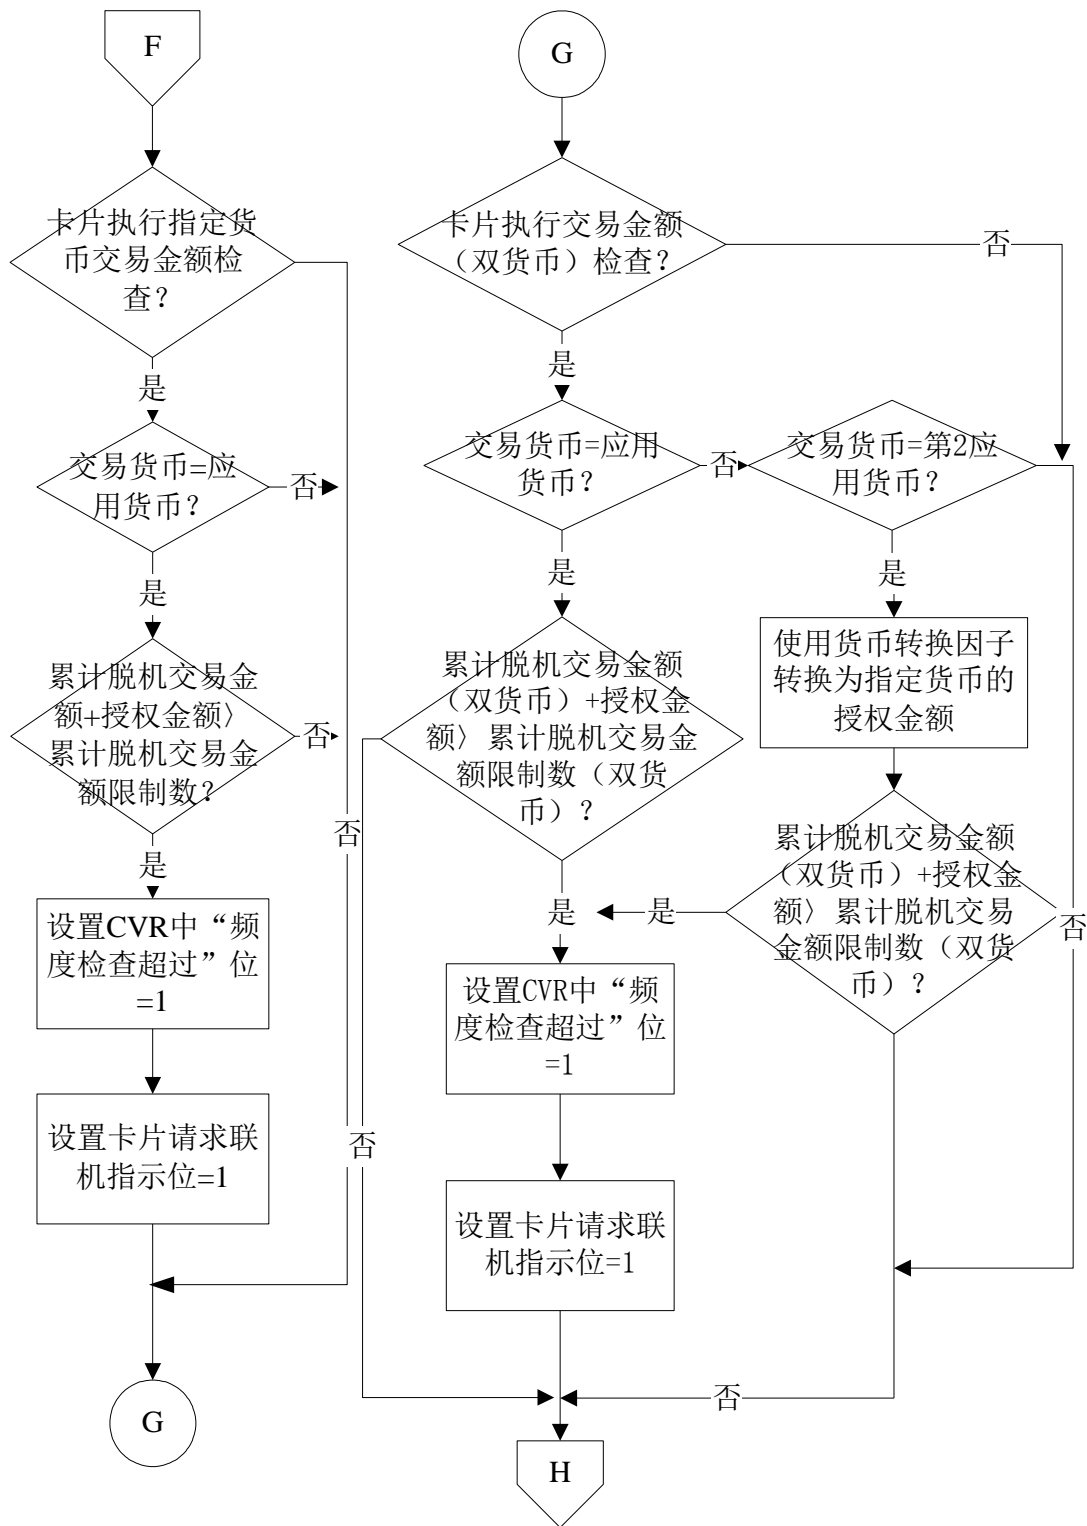 F
卡片执行指定货
币交易金额检
查？
是
交易货币=应
用货币？
否
是
累计脱机交易金
额+授权金额〉
累计脱机交易金
额限制数？
否
是
否
设置CVR中“频
度检查超过”位
=1
设置卡片请求联
机指示位=1
G
G
卡片执行交易金额
（双货币）检查？
否
是
交易货币=应用
货币？
否
交易货币=第2应
用货币？
是
是
使用货币转换因子
转换为指定货币的
授权金额
累计脱机交易金额
（双货币）+授权金
额〉累计脱机交易金
额限制数（双货
币）？
累计脱机交易金额
（双货币）+授权金
额〉累计脱机交易
金额限制数（双货
币）？
是
是
否
设置CVR中“频
度检查超过”位
=1
否
设置卡片请求联
机指示位=1
否
H